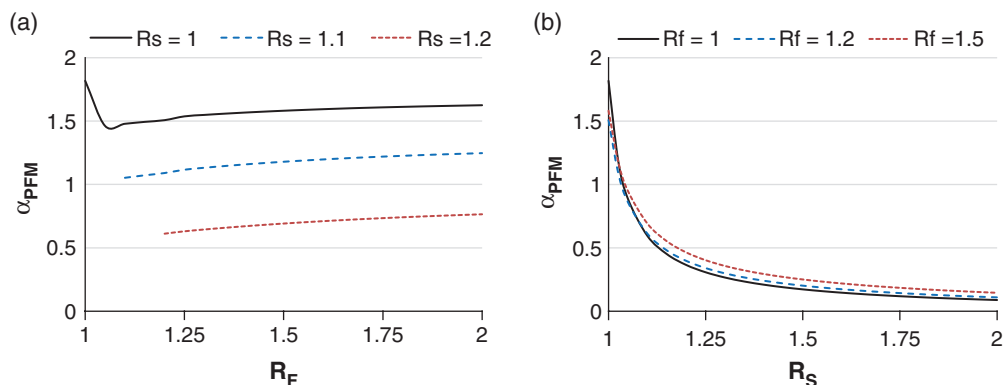 (a)
Rs = 1 Rs = 1.1 Rs =1.2
2
1.5
1
0.5
0
αPFM
1 1.25 1.5 1.75 2
RF
(b)
Rf = 1 Rf = 1.2 Rf =1.5
2
1.5
1
0.5
0
αPFM
1 1.25 1.5 1.75 2
RS